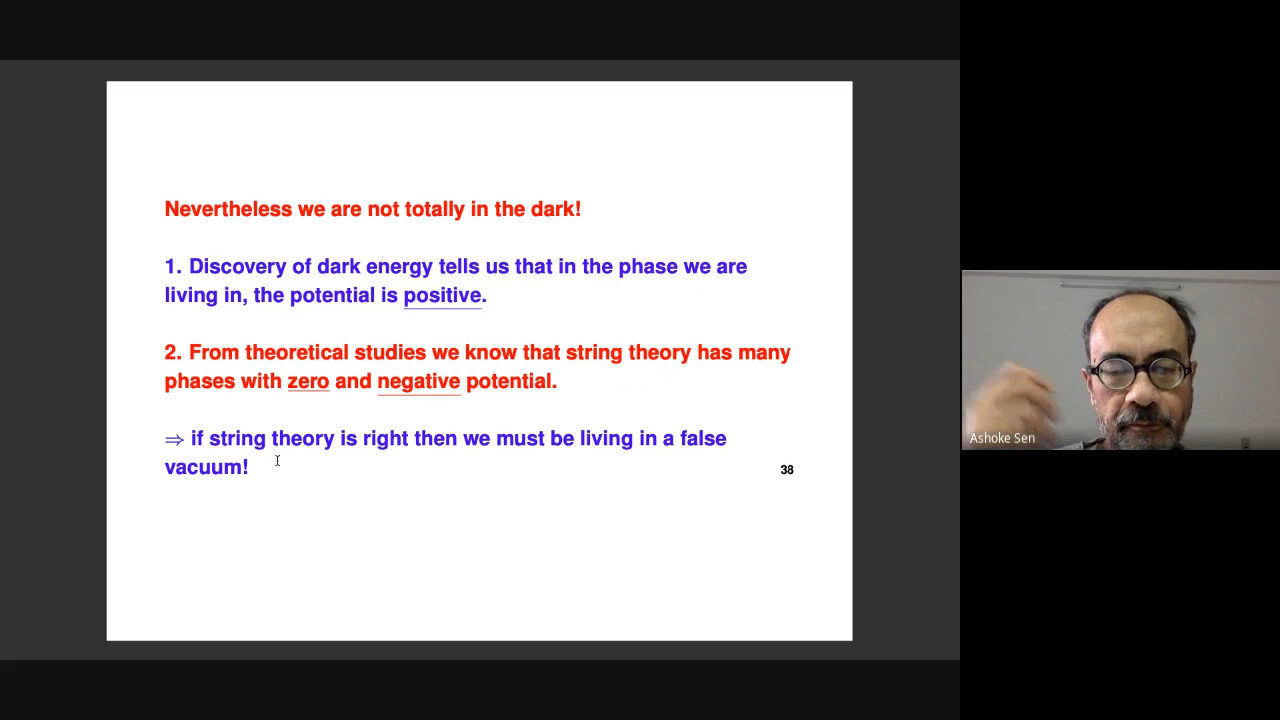 Nevertheless we are not totally in the dark!
1. Discovery of dark energy tells us that in the phase we are
living in, the potential is positive.
2. From theoretical studies we know that string theory has many
phases with zero and negative potential.
⇒ if string theory is right then we must be living in a false
vacuum!
38
Ashoke Sen